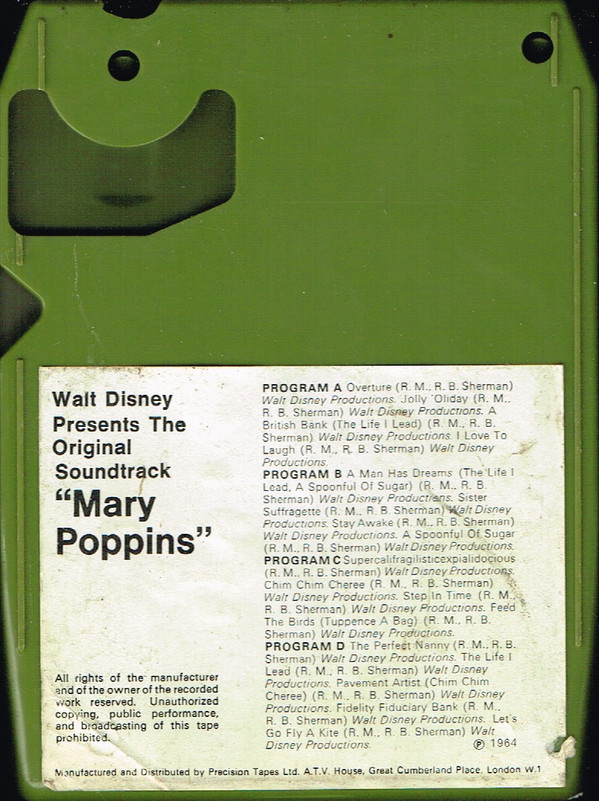 Walt Disney
Presents The
Original
Soundtrack
“Mary
Poppins”
All rights of the manufacturer
and of the owner of the recorded
work reserved. Unauthorized
copying, public performance,
and broadcasting of this tape
prohibited.
PROGRAM A Overture (R. M., R. B. Sherman)
Walt Disney Productions. Jolly 'Oliday (R. M.,
R. B. Sherman) Walt Disney Productions. A
British Bank (The Life I Lead) (R. M., R. B.
Sherman) Walt Disney Productions. I Love To
Laugh (R. M., R. B. Sherman) Walt Disney
Productions.
PROGRAM B A Man Has Dreams (The Life I
Lead, A Spoonful Of Sugar) (R. M., R. B.
Sherman) Walt Disney Productions. Sister
Suffragette (R. M., R. B. Sherman) Walt Disney
Productions. Stay Awake (R. M., R. B. Sherman)
Walt Disney Productions. A Spoonful Of Sugar
(R. M., R. B. Sherman) Walt Disney Productions.
PROGRAM C Supercalifragilisticexpialidocious
(R. M., R. B. Sherman) Walt Disney Productions.
Chim Chim Cheree (R. M., R. B. Sherman)
Walt Disney Productions. Step In Time (R. M.,
R. B. Sherman) Walt Disney Productions. Feed
The Birds (Tuppence A Bag) (R. M., R. B.
Sherman) Walt Disney Productions.
PROGRAM D The Perfect Nanny (R. M., R. B.
Sherman) Walt Disney Productions. The Life I
Lead (R. M., R. B. Sherman) Walt Disney
Productions. Pavement Artist (Chim Chim
Cheree) (R. M., R. B. Sherman) Walt Disney
Productions. Fidelity Fiduciary Bank (R. M.,
R. B. Sherman) Walt Disney Productions. Let's
Go Fly A Kite (R. M., R. B. Sherman) Walt
Disney Productions. ℗ 1964
Manufactured and Distributed by Precision Tapes Ltd. A.T.V. House, Great Cumberland Place, London W.1